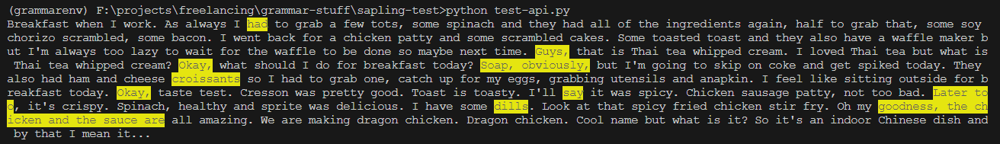 (grammarenv) F:\projects\freelancing\grammar-stuff\sapling-test>python test-api.py
Breakfast when I work. As always I had to grab a few tots, some spinach and they had all of the ingredients again, half to grab that, some soy
chorizo scrambled, some bacon. I went back for a chicken patty and some scrambled cakes. Some toasted toast and they also have a waffle maker b
ut I'm always too lazy to wait for the waffle to be done so maybe next time. Guys, that is Thai tea whipped cream. I loved Thai tea but what is
Thai tea whipped cream? Okay, what should I do for breakfast today? Soap, obviously, but I'm going to skip on coke and get spiked today. They
also had ham and cheese croissants so I had to grab one, catch up for my eggs, grabbing utensils and anapkin. I feel like sitting outside for b
reakfast today. Okay, taste test. Cresson was pretty good. Toast is toasty. I'll say it was spicy. Chicken sausage patty, not too bad. Later to
o, it's crispy. Spinach, healthy and sprite was delicious. I have some dills. Look at that spicy fried chicken stir fry. Oh my goodness, the ch
icken and the sauce are all amazing. We are making dragon chicken. Dragon chicken. Cool name but what is it? So it's an indoor Chinese dish and
by that I mean it...